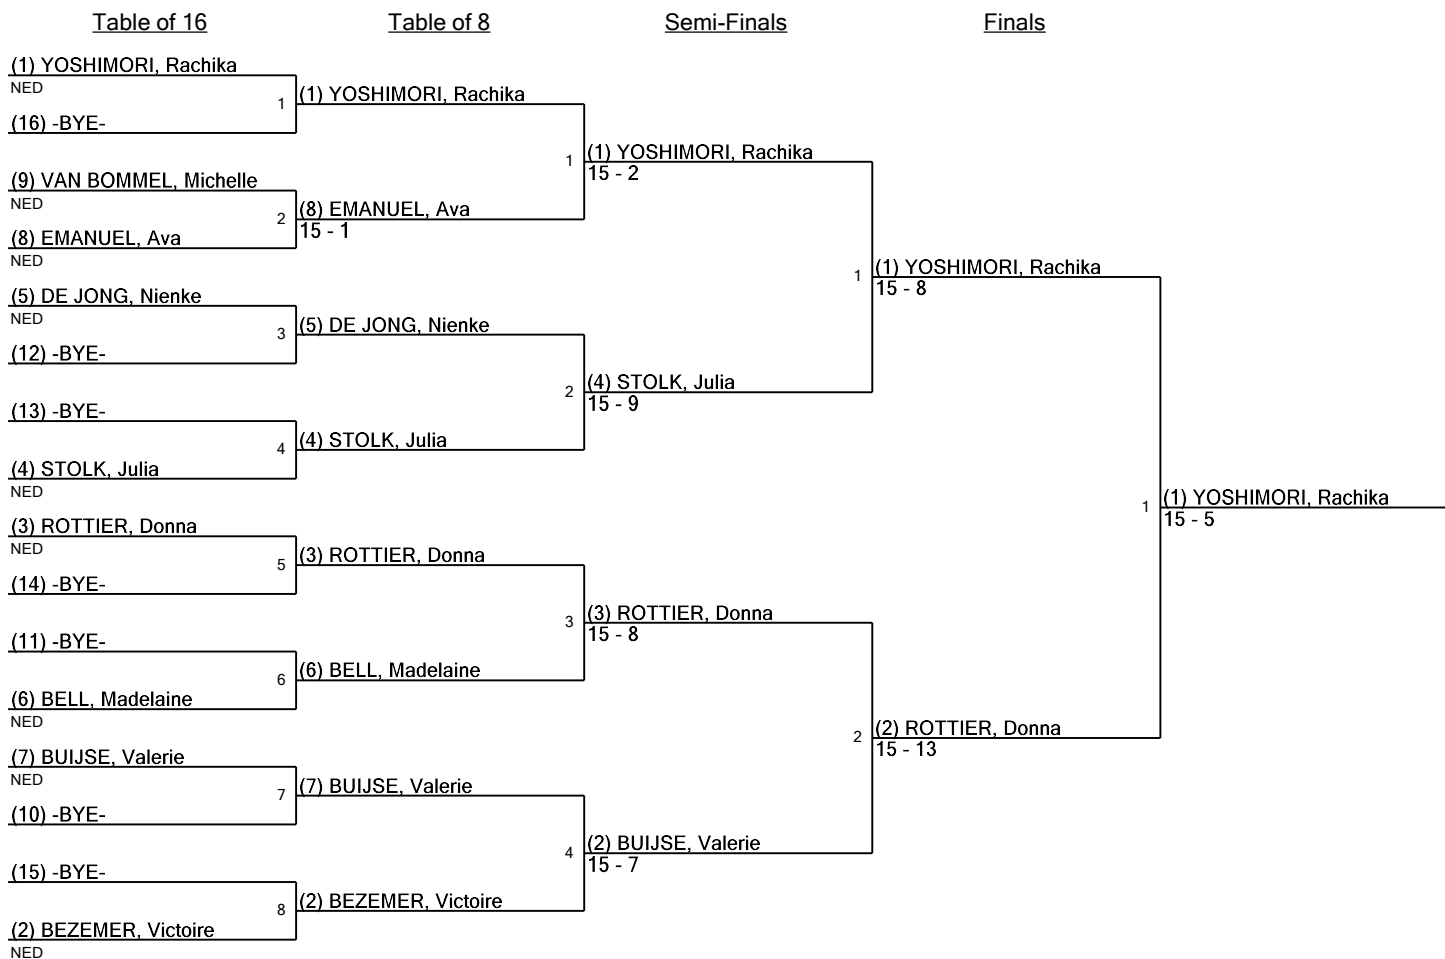 Table of 16
Table of 8
Semi-Finals
Finals
(1) YOSHIMORI, Rachika
NED
1
(16) -BYE-
(9) VAN BOMMEL, Michelle
NED
2
(8) EMANUEL, Ava
NED
(5) DE JONG, Nienke
NED
3
(12) -BYE-
(13) -BYE-
4
(4) STOLK, Julia
NED
(3) ROTTIER, Donna
NED
5
(14) -BYE-
(11) -BYE-
6
(6) BELL, Madelaine
NED
(7) BUIJSE, Valerie
NED
7
(10) -BYE-
(15) -BYE-
8
(2) BEZEMER, Victoire
NED
(1) YOSHIMORI, Rachika
1
(8) EMANUEL, Ava
15 - 1
(5) DE JONG, Nienke
2
(4) STOLK, Julia
(3) ROTTIER, Donna
3
(6) BELL, Madelaine
(7) BUIJSE, Valerie
4
(2) BEZEMER, Victoire
(1) YOSHIMORI, Rachika
15 - 2
1
(4) STOLK, Julia
15 - 9
(3) ROTTIER, Donna
15 - 8
2
(2) BUIJSE, Valerie
15 - 7
(1) YOSHIMORI, Rachika
15 - 8
1
(2) ROTTIER, Donna
15 - 13
(1) YOSHIMORI, Rachika
15 - 5